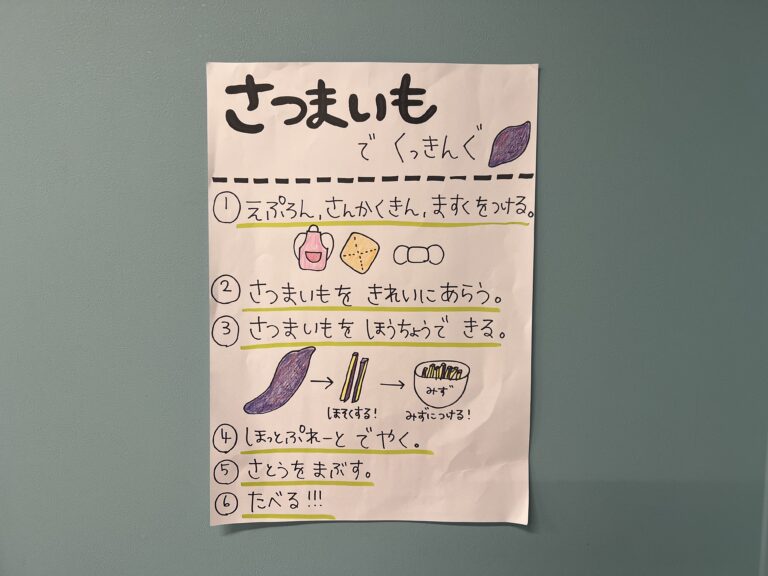 さつまいも
で くっきんぐ
① えぷろん,さんかくきん,ますくをつける。
② さつまいもを きれいにあらう。
③ さつまいもを ほうちょうで きる。
みず
ほそくする! みずにつける!
④ ほっとぷれーと でやく。
⑤ さとうをまぶす。
⑥ たべる!!!